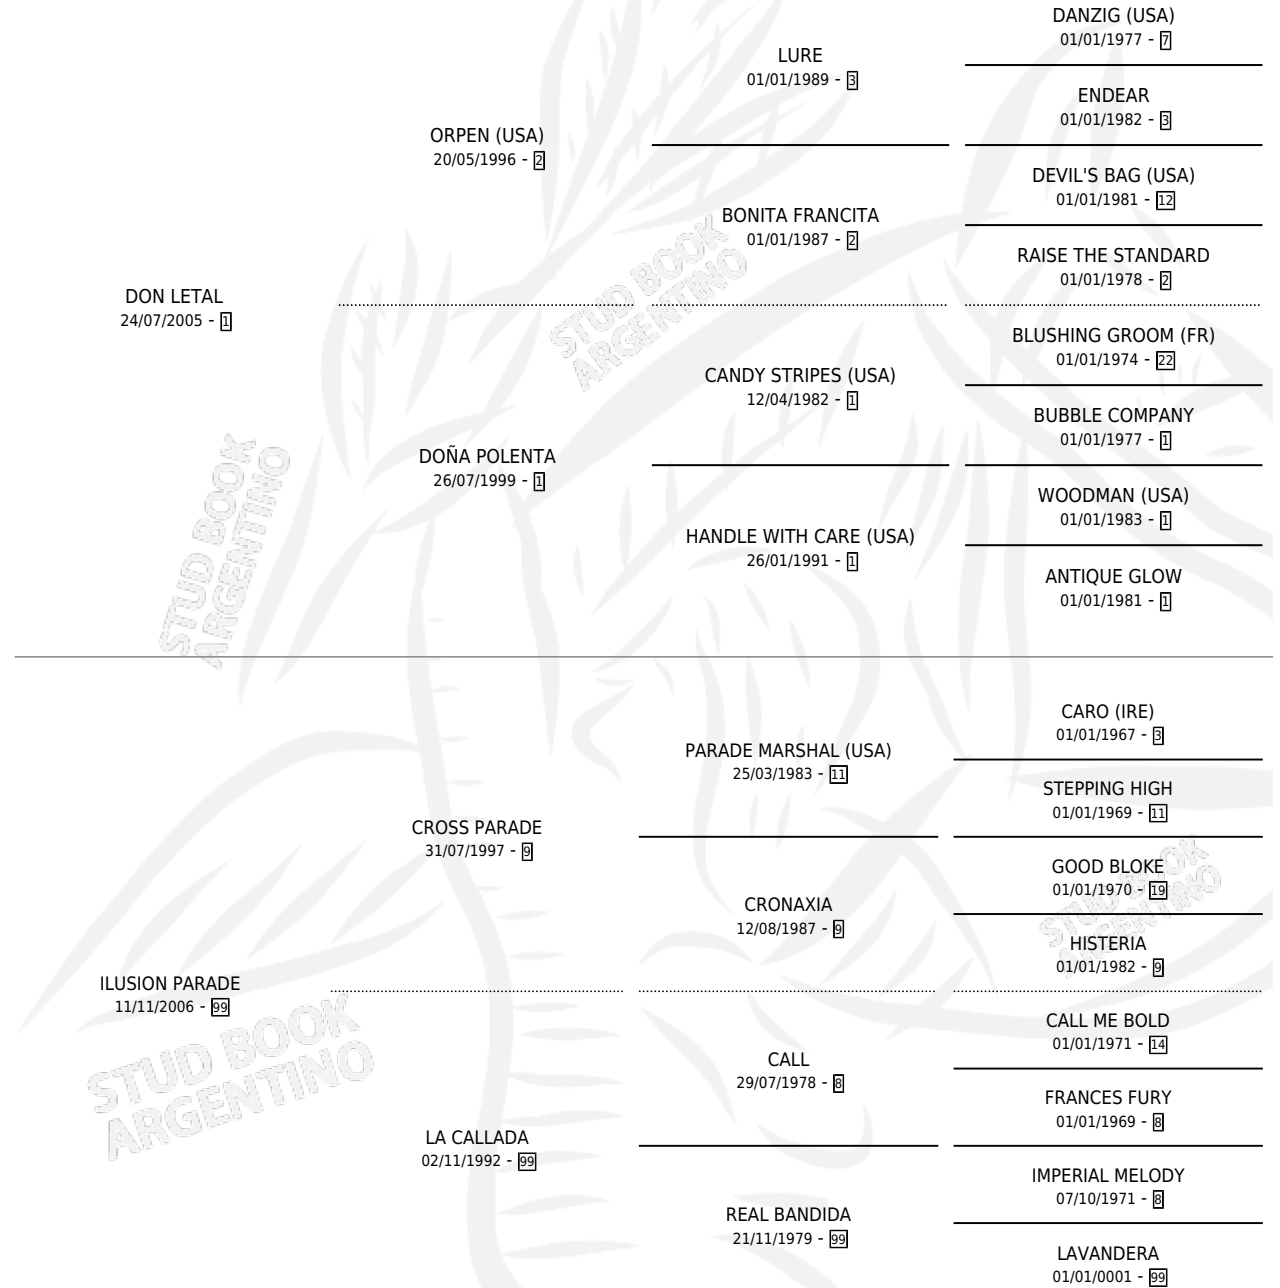 DON LETAL
24/07/2005 - 1
ORPEN (USA)
20/05/1996 - 2
LURE
01/01/1989 - 3
DANZIG (USA)
01/01/1977 - 7
ENDEAR
01/01/1982 - 3
BONITA FRANCITA
01/01/1987 - 2
DEVIL'S BAG (USA)
01/01/1981 - 12
RAISE THE STANDARD
01/01/1978 - 2
DOÑA POLENTA
26/07/1999 - 1
CANDY STRIPES (USA)
12/04/1982 - 1
BLUSHING GROOM (FR)
01/01/1974 - 22
BUBBLE COMPANY
01/01/1977 - 1
HANDLE WITH CARE (USA)
26/01/1991 - 1
WOODMAN (USA)
01/01/1983 - 1
ANTIQUE GLOW
01/01/1981 - 1
ILUSION PARADE
11/11/2006 - 99
CROSS PARADE
31/07/1997 - 9
PARADE MARSHAL (USA)
25/03/1983 - 11
CARO (IRE)
01/01/1967 - 3
STEPPING HIGH
01/01/1969 - 11
CRONAXIA
12/08/1987 - 9
GOOD BLOKE
01/01/1970 - 19
HISTERIA
01/01/1982 - 9
LA CALLADA
02/11/1992 - 99
CALL
29/07/1978 - 8
CALL ME BOLD
01/01/1971 - 14
FRANCES FURY
01/01/1969 - 8
REAL BANDIDA
21/11/1979 - 99
IMPERIAL MELODY
07/10/1971 - 8
LAVANDERA
01/01/0001 - 99
STUD BOOK
ARGENTINO
STUD BOOK
ARGENTINO
STUD BOOK
ARGENTINO
STUD BOOK
ARGENTINO